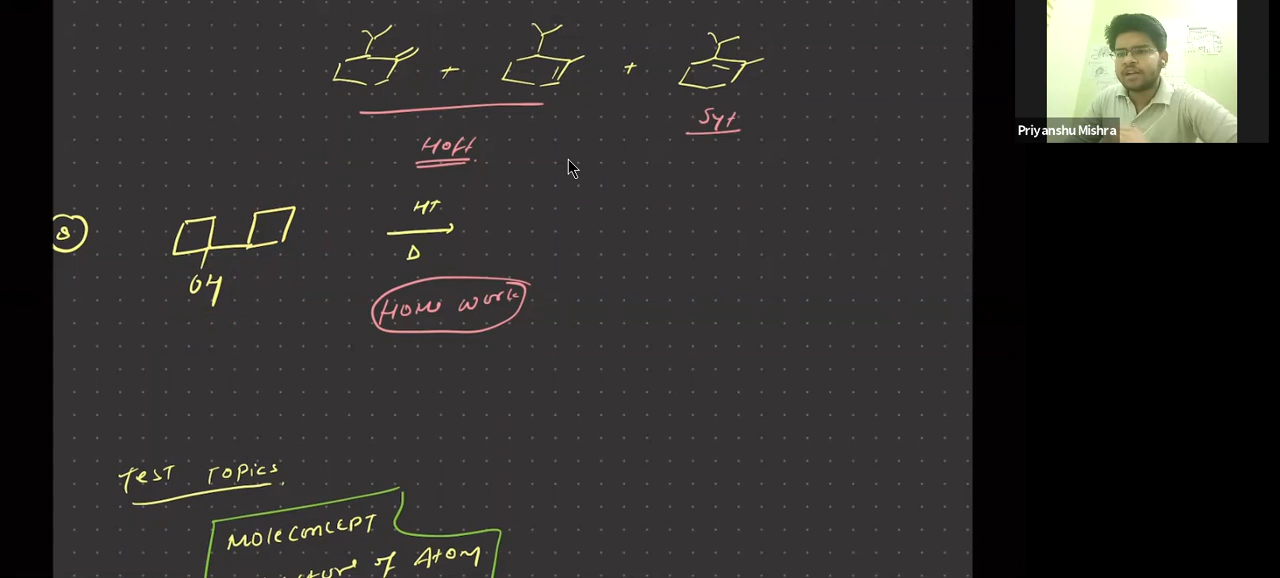 + +
Syt
Hoff
Priyanshu Mishra
8
H+
Δ
OH
Home work
Test Topics
Mole concept
of Atom